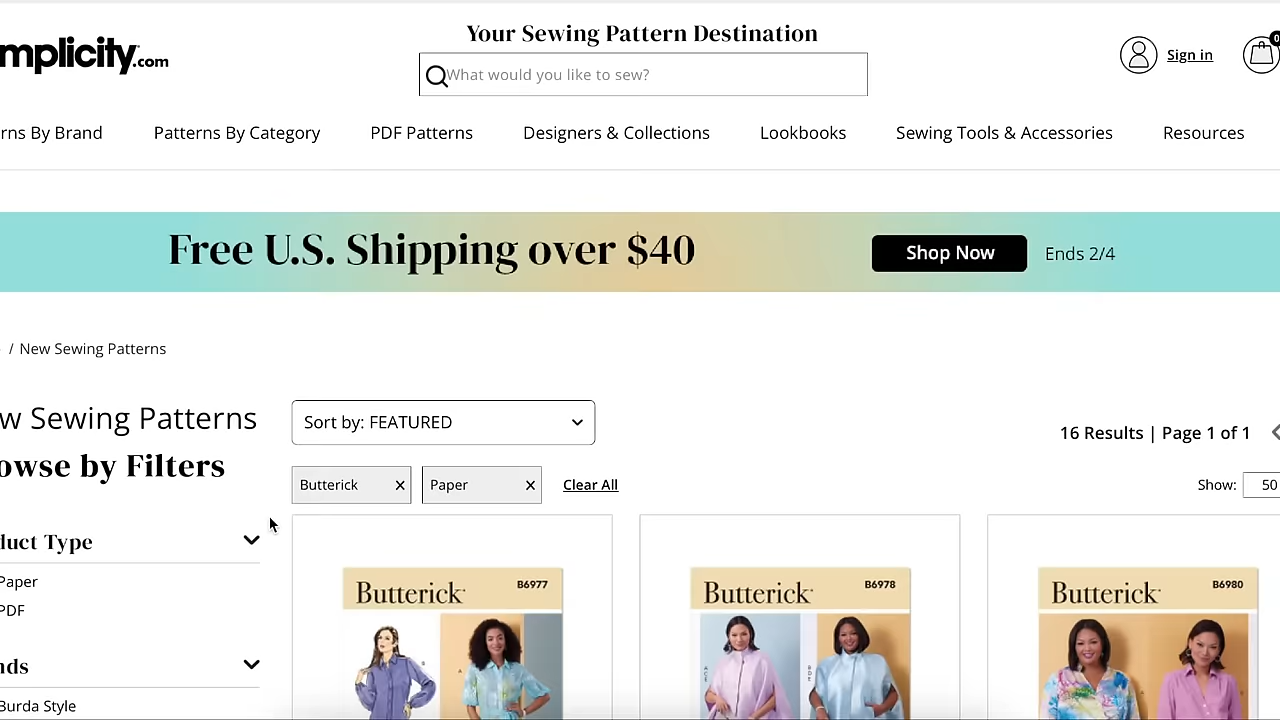 Your Sewing Pattern Destination
mplicity.com
What would you like to sew?
Sign in
0
rns By Brand
Patterns By Category
PDF Patterns
Designers & Collections
Lookbooks
Sewing Tools & Accessories
Resources
Free U.S. Shipping over $40
Shop Now
Ends 2/4
/ New Sewing Patterns
w Sewing Patterns
Sort by: FEATURED
16 Results | Page 1 of 1
owse by Filters
Butterick
Paper
Clear All
Show: 50
duct Type
Paper
PDF
nds
Burda Style
Butterick
B6977
Butterick
B6978
Butterick
B6980